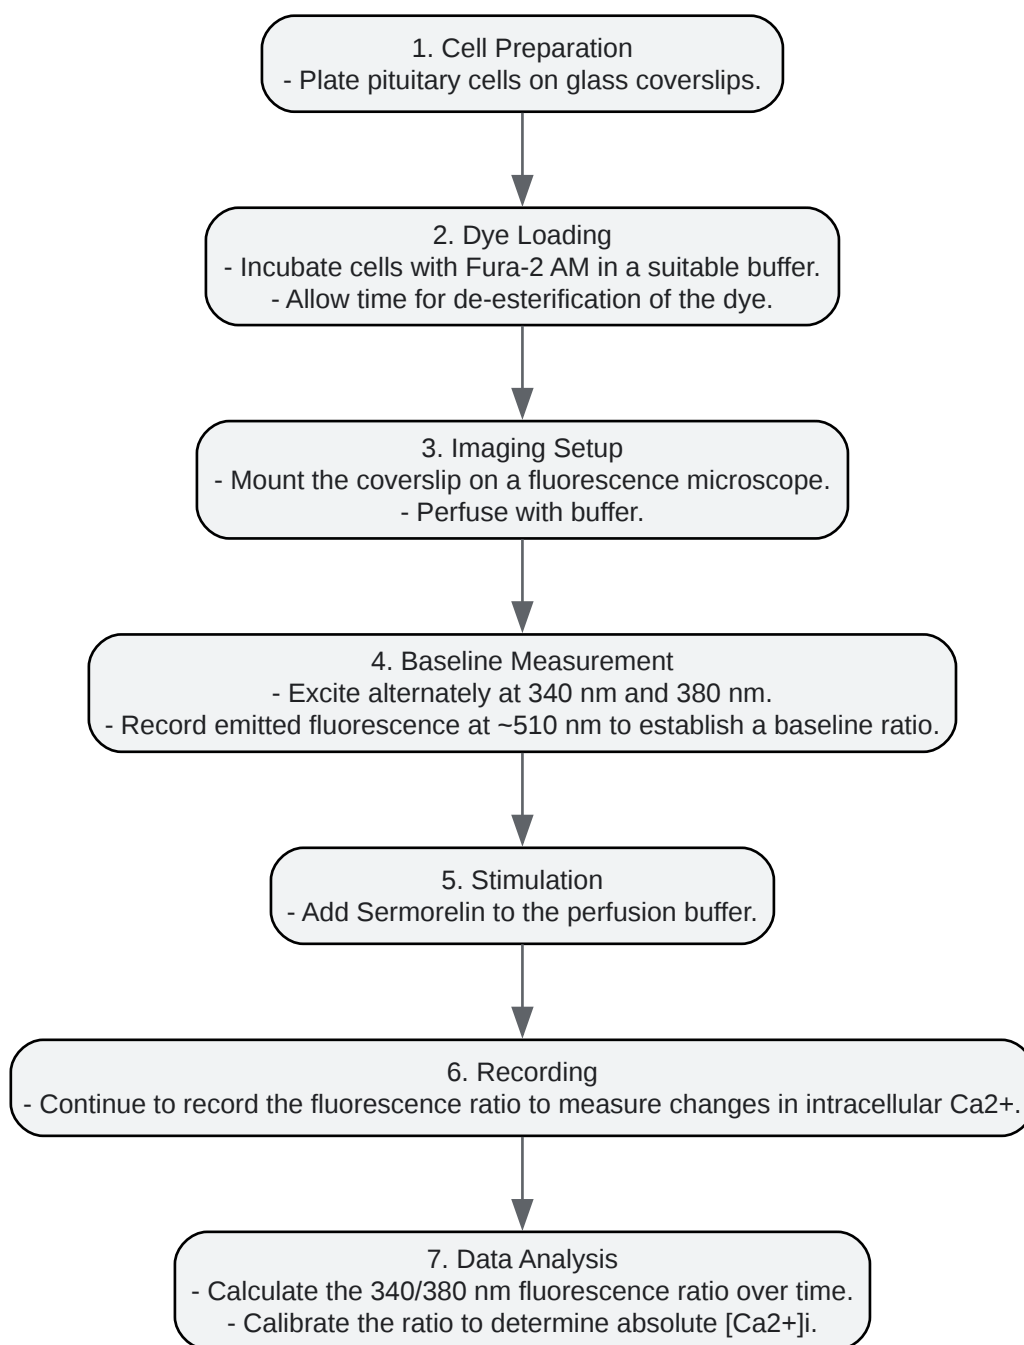 1. Cell Preparation
- Plate pituitary cells on glass coverslips.
2. Dye Loading
- Incubate cells with Fura-2 AM in a suitable buffer.
- Allow time for de-esterification of the dye.
3. Imaging Setup
- Mount the coverslip on a fluorescence microscope.
- Perfuse with buffer.
4. Baseline Measurement
- Excite alternately at 340 nm and 380 nm.
- Record emitted fluorescence at ~510 nm to establish a baseline ratio.
5. Stimulation
- Add Sermorelin to the perfusion buffer.
6. Recording
- Continue to record the fluorescence ratio to measure changes in intracellular Ca2+.
7. Data Analysis
- Calculate the 340/380 nm fluorescence ratio over time.
- Calibrate the ratio to determine absolute [Ca2+]i.